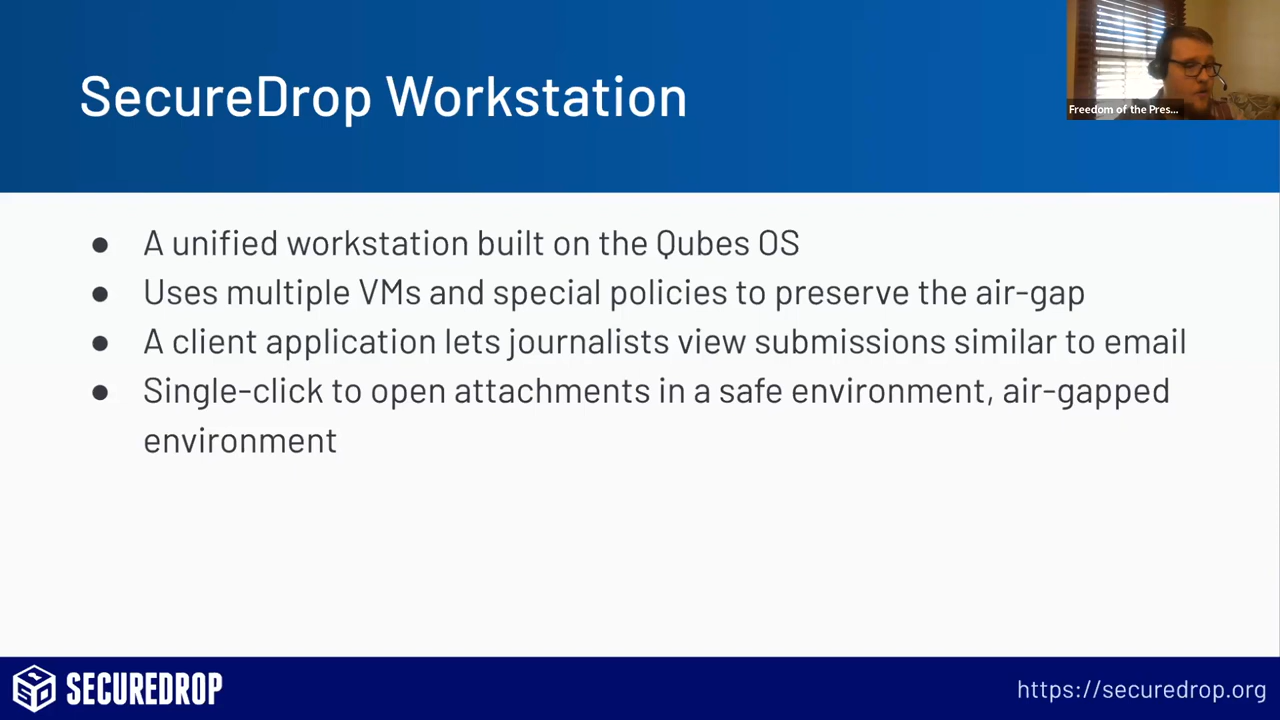 SecureDrop Workstation
Freedom of the Pres...
● A unified workstation built on the Qubes OS
● Uses multiple VMs and special policies to preserve the air-gap
● A client application lets journalists view submissions similar to email
● Single-click to open attachments in a safe environment, air-gapped
environment
SECUREDROP
https://securedrop.org